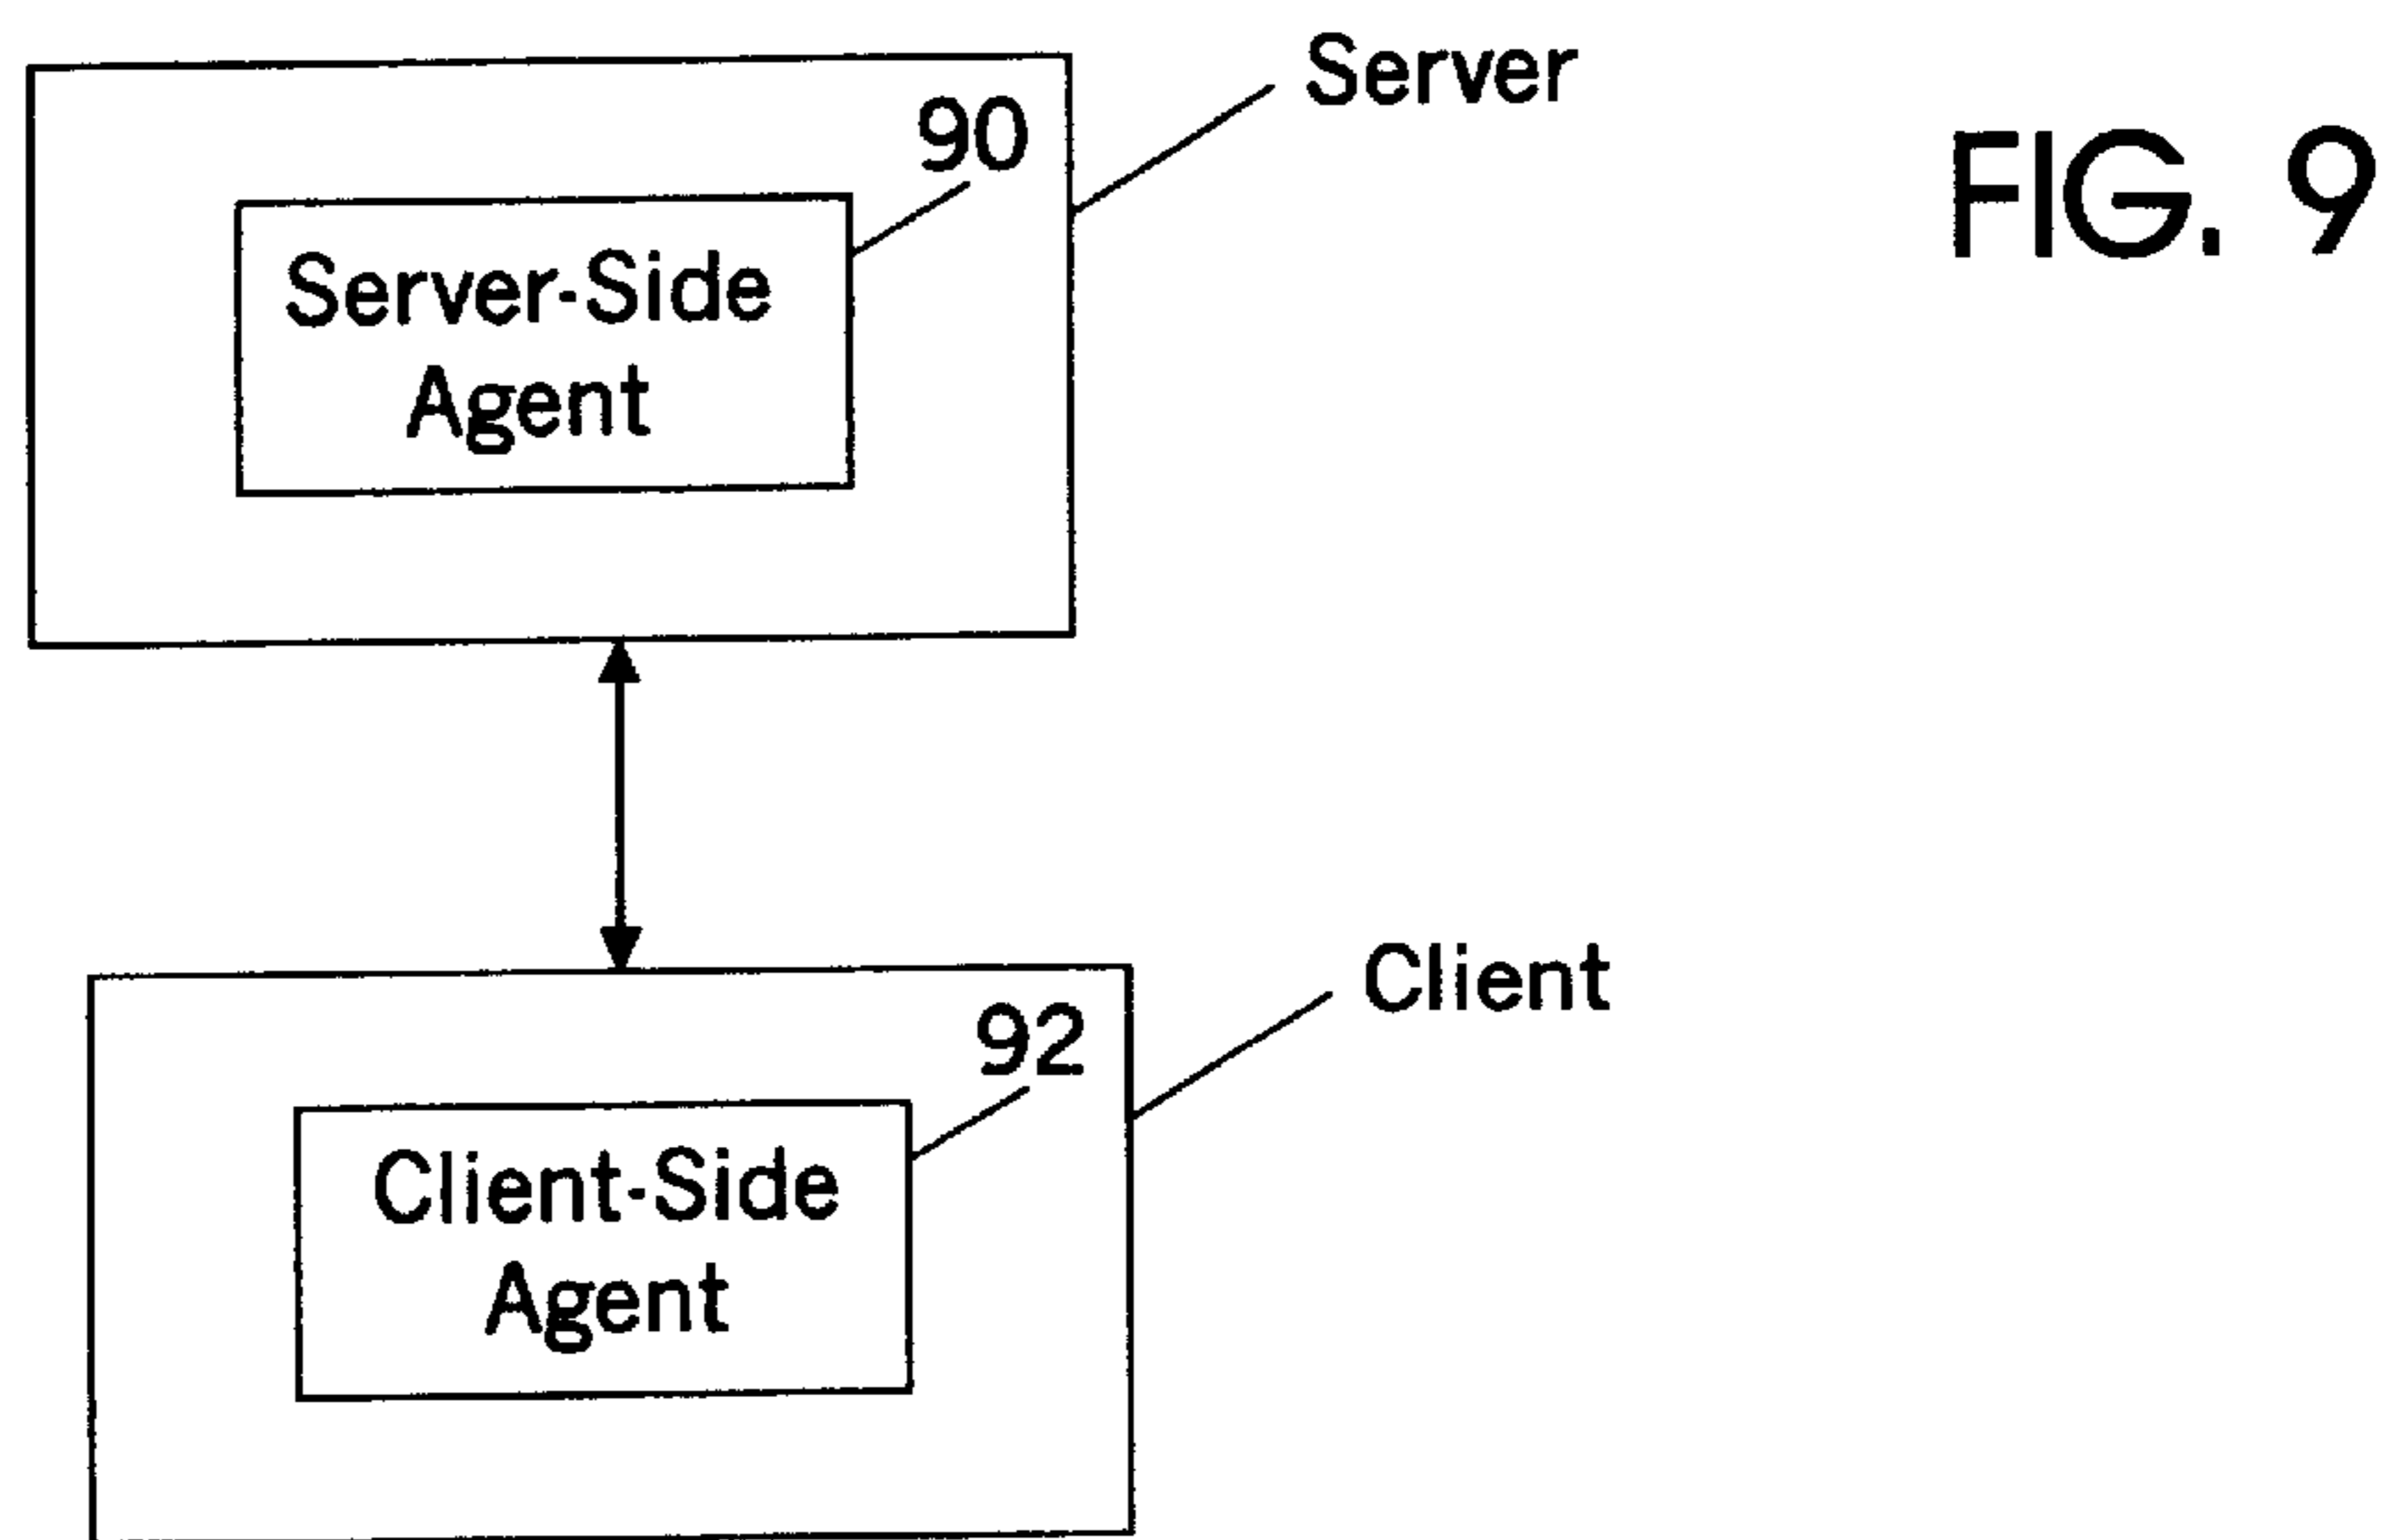 Server
FIG. 9
90
Server-Side
Agent
Client
92
Client-Side
Agent